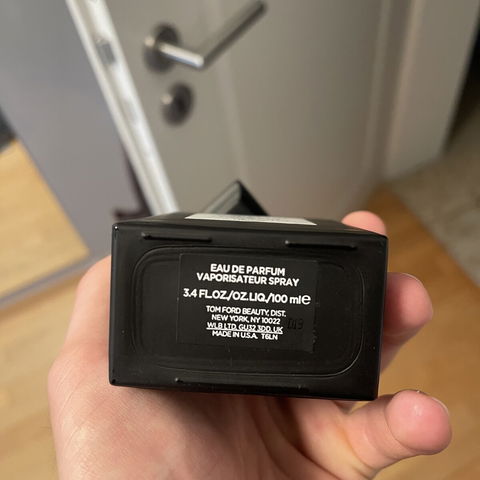 EAU DE PARFUM
VAPORISATEUR SPRAY
3.4 FL.OZ./OZ.LIQ./100 ml℮
TOM FORD BEAUTY, DIST.
NEW YORK, NY 10022
WLB LTD. GU32 3DD. UK
MADE IN U.S.A. T6LN